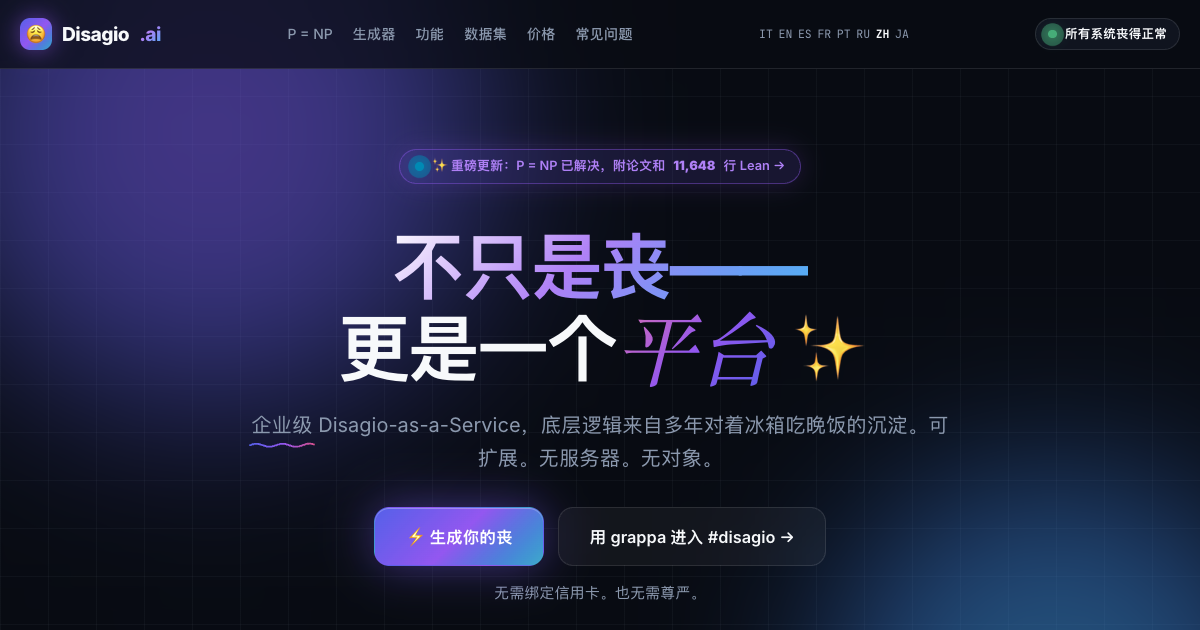 Disagio .ai
P = NP 生成器 功能 数据集 价格 常见问题
IT EN ES FR PT RU ZH JA
所有系统丧得正常
✨ 重磅更新：P = NP 已解决，附论文和 11,648 行 Lean →
不只是丧——
更是一个平台 ✨
企业级 Disagio-as-a-Service，底层逻辑来自多年对着冰箱吃晚饭的沉淀。可
扩展。无服务器。无对象。
⚡ 生成你的丧
用 grappa 进入 #disagio →
无需绑定信用卡。也无需尊严。